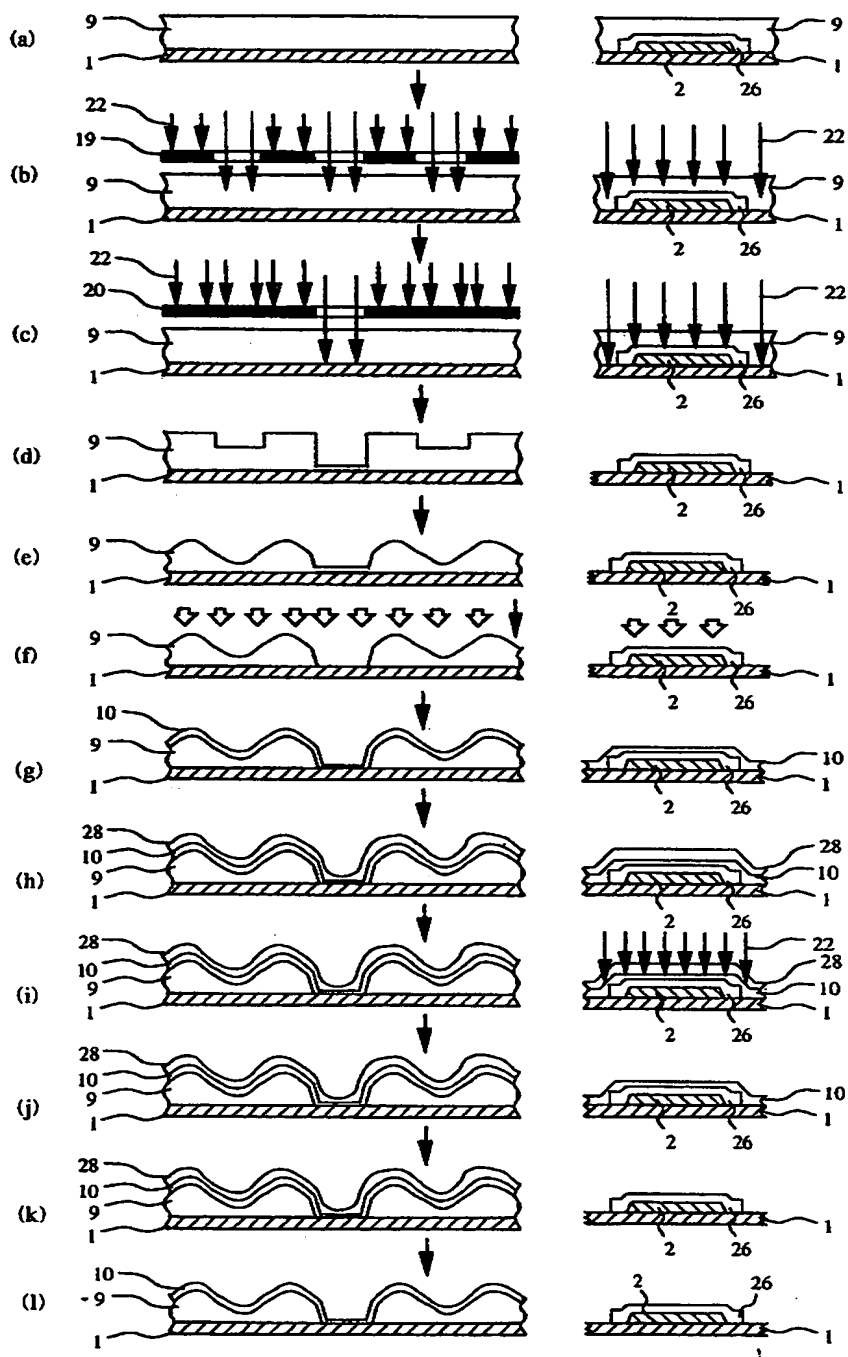 (a) 9 1 9 1 2 26
(b) 22 19 9 1 22 9 1 2 26
(c) 22 20 9 1 22 9 1 2 26
(d) 9 1 1 2 26
(e) 9 1 1 2 26
(f) 9 1 1 2 26
(g) 10 9 1 10 1 2 26
(h) 28 10 9 1 28 10 1 2 26
(i) 28 10 9 1 22 28 10 1 2 26
(j) 28 10 9 1 10 1 2 26
(k) 28 10 9 1 1 2 26
(l) 10 9 1 2 26 1